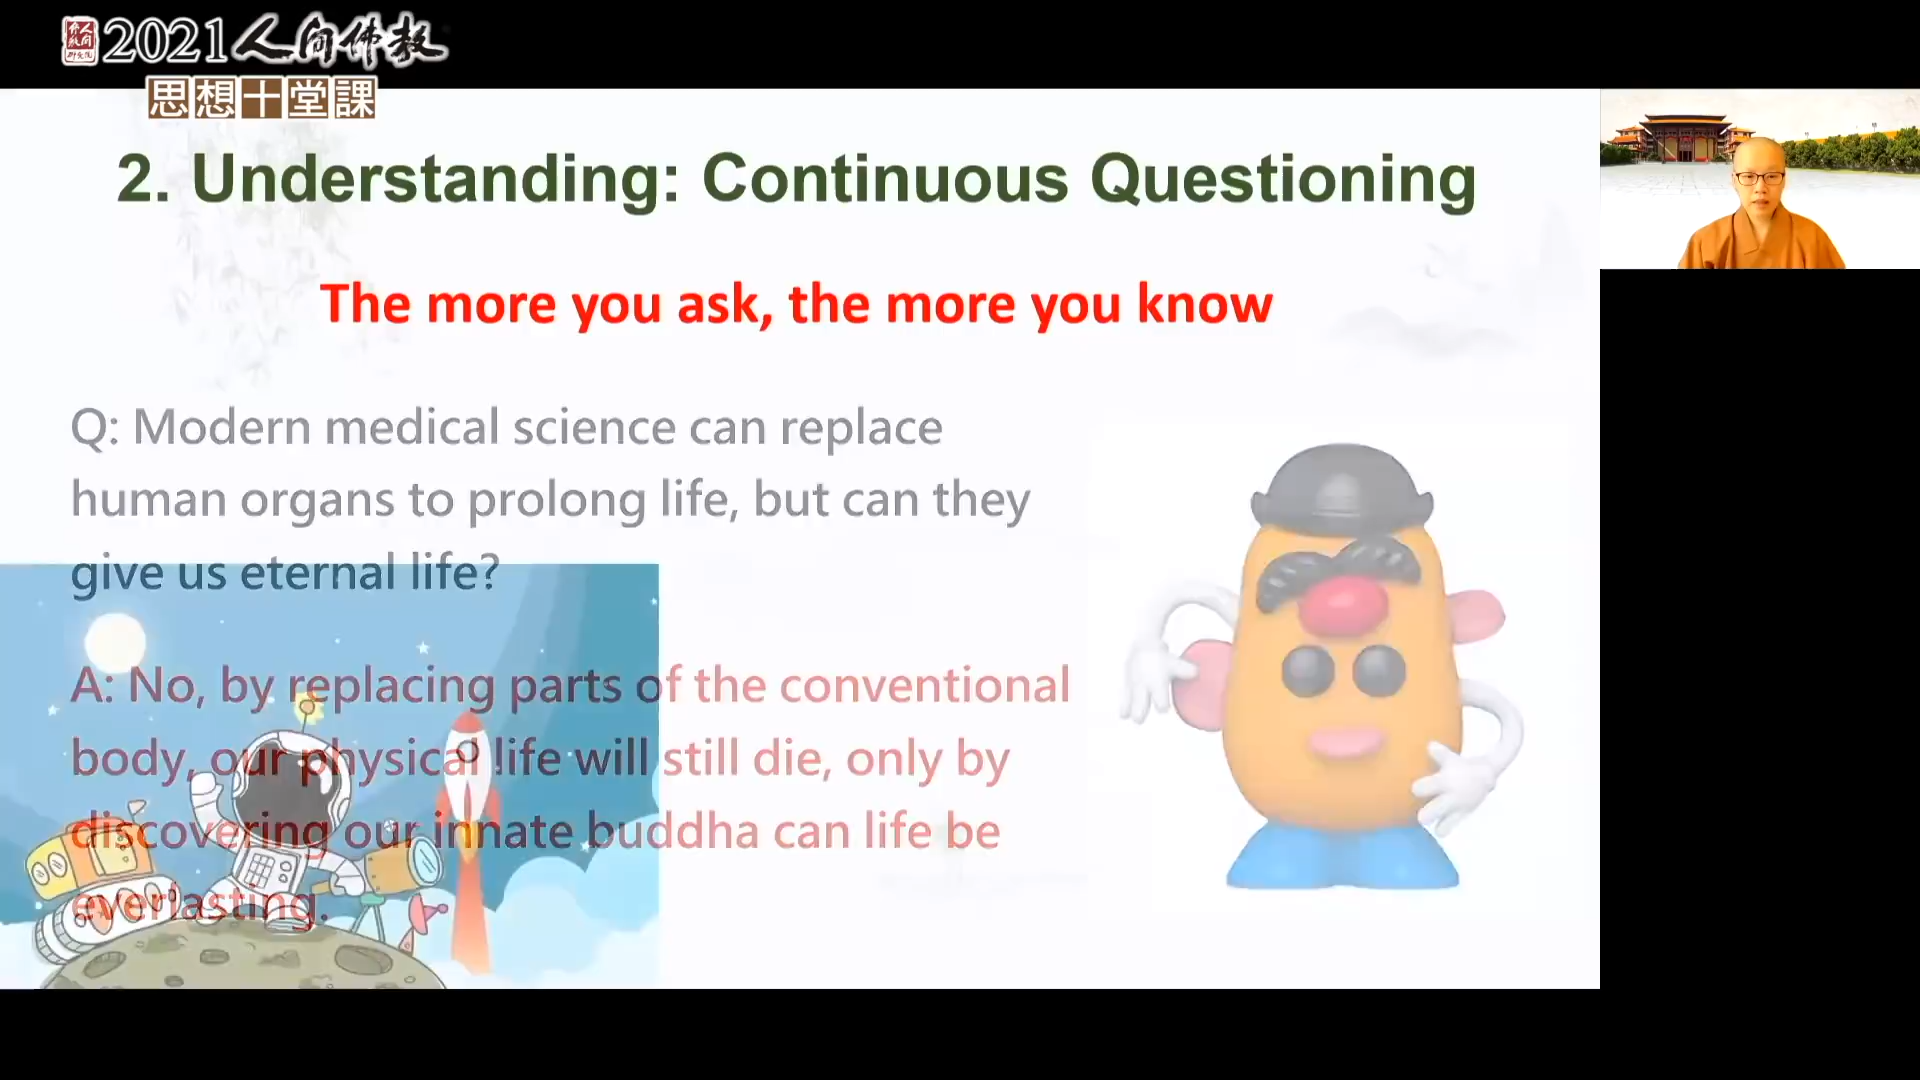 2021人间佛教
思想十堂課
2. Understanding: Continuous Questioning
The more you ask, the more you know
Q: Modern medical science can replace
human organs to prolong life, but can they
give us eternal life?
A: No, by replacing parts of the conventional
body, our physical life will still die, only by
discovering our innate buddha can life be
everlasting.